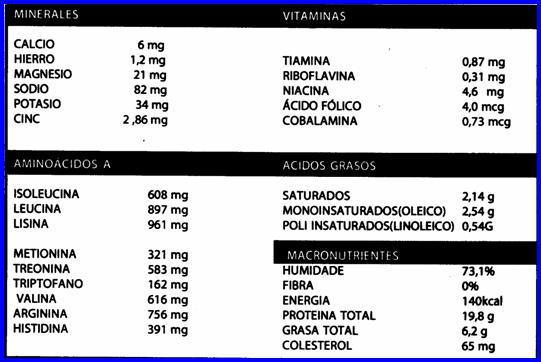 MINERALES
CALCIO 6 mg
HIERRO 1,2 mg
MAGNESIO 21 mg
SODIO 82 mg
POTASIO 34 mg
CINC 2 ,86 mg
VITAMINAS
TIAMINA 0,87 mg
RIBOFLAVINA 0,31 mg
NIACINA 4,6 mg
ÁCIDO FÓLICO 4,0 mcg
COBALAMINA 0,73 mcg
AMINOACIDOS A
ISOLEUCINA 608 mg
LEUCINA 897 mg
LISINA 961 mg
METIONINA 321 mg
TREONINA 583 mg
TRIPTOFANO 162 mg
VALINA 616 mg
ARGININA 756 mg
HISTIDINA 391 mg
ACIDOS GRASOS
SATURADOS 2,14 g
MONOINSATURADOS(OLEICO) 2,54 g
POLI INSATURADOS(LINOLEICO) 0,54G
MACRONUTRIENTES
HUMIDADE 73,1%
FIBRA 0%
ENERGIA 140kcal
PROTEINA TOTAL 19,8 g
GRASA TOTAL 6,2 g
COLESTEROL 65 mg